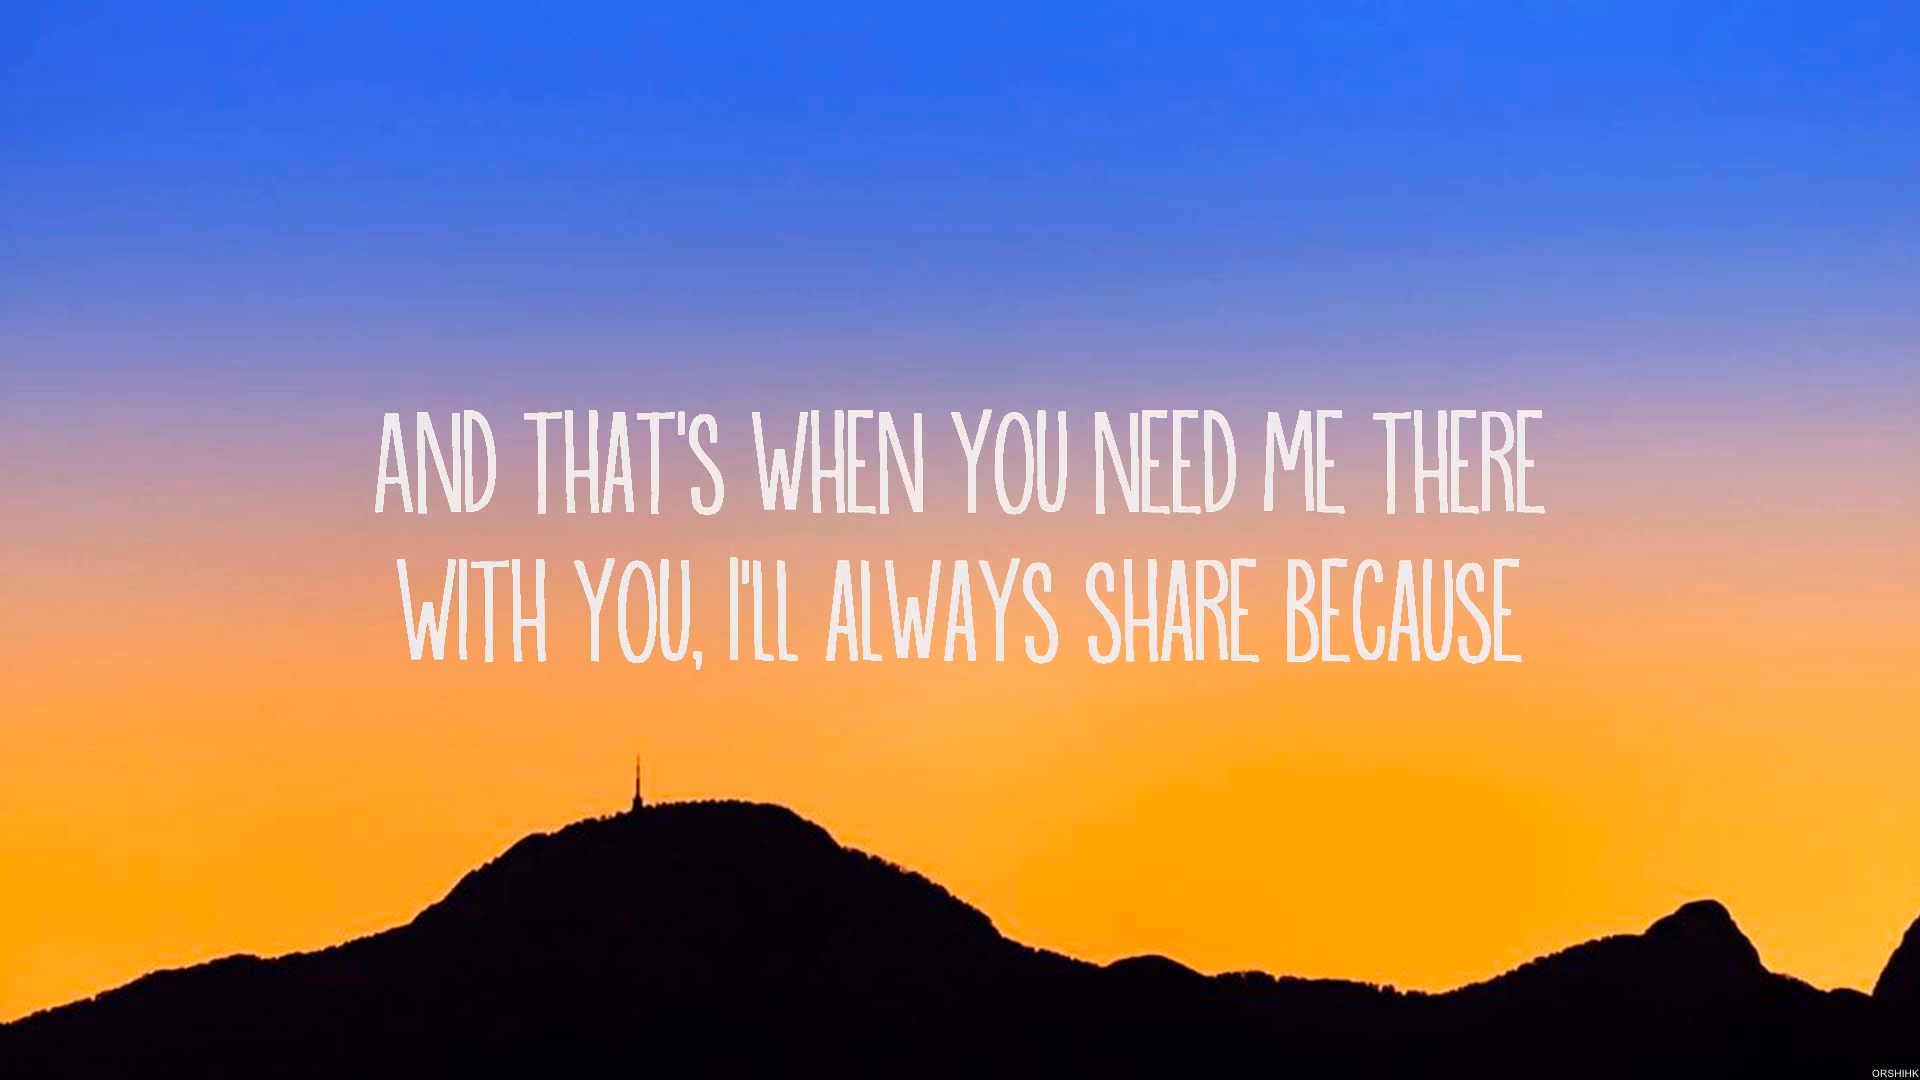 AND THAT'S WHEN YOU NEED ME THERE
WITH YOU, I'LL ALWAYS SHARE BECAUSE
ORSHIHK